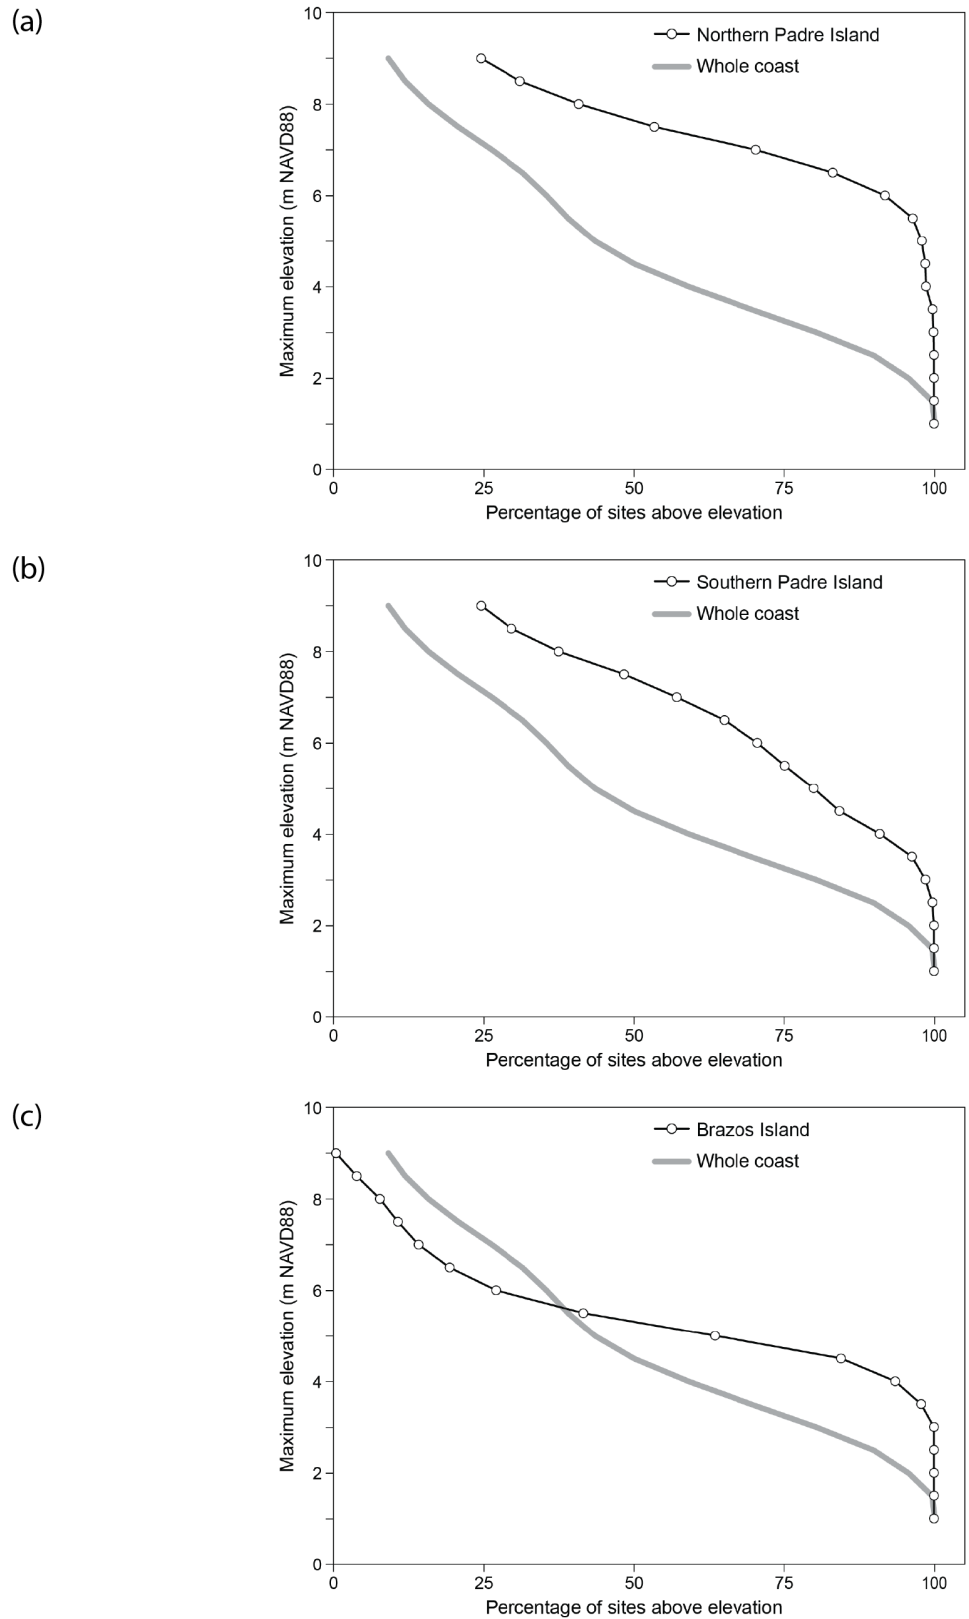 (a)
10
8
6
4
2
0
Maximum elevation (m NAVD88)
Northern Padre Island
Whole coast
0 25 50 75 100
Percentage of sites above elevation
(b)
10
8
6
4
2
0
Maximum elevation (m NAVD88)
Southern Padre Island
Whole coast
0 25 50 75 100
Percentage of sites above elevation
(c)
10
8
6
4
2
0
Maximum elevation (m NAVD88)
Brazos Island
Whole coast
0 25 50 75 100
Percentage of sites above elevation